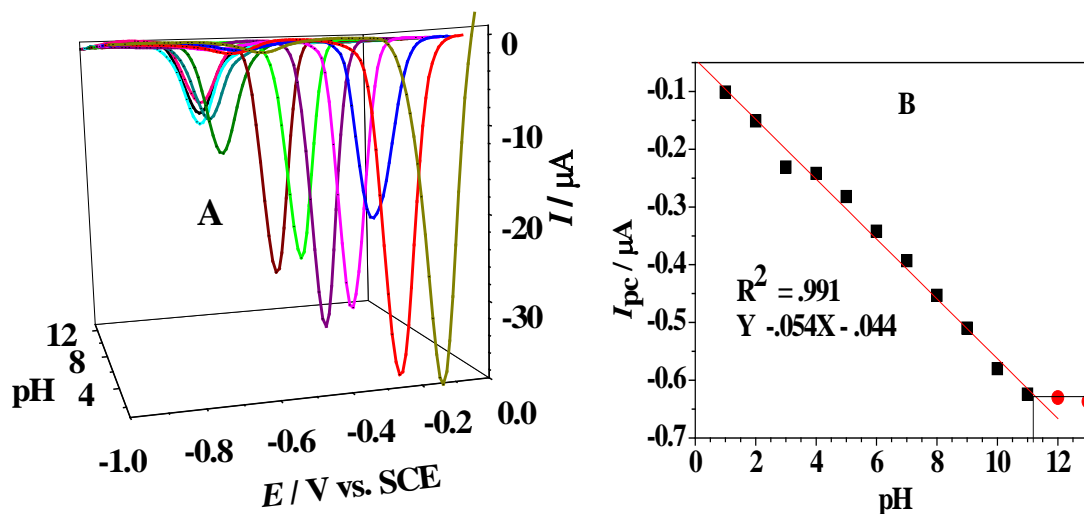 A
0
-10
-20
-30
I / μA
12
8
4
pH
-1.0
-0.8
-0.6
-0.4
-0.2
0.0
E / V vs. SCE
B
-0.1
-0.2
-0.3
-0.4
-0.5
-0.6
-0.7
Ipc / μA
R2 = .991
Y -.054X - .044
0 2 4 6 8 10 12
pH